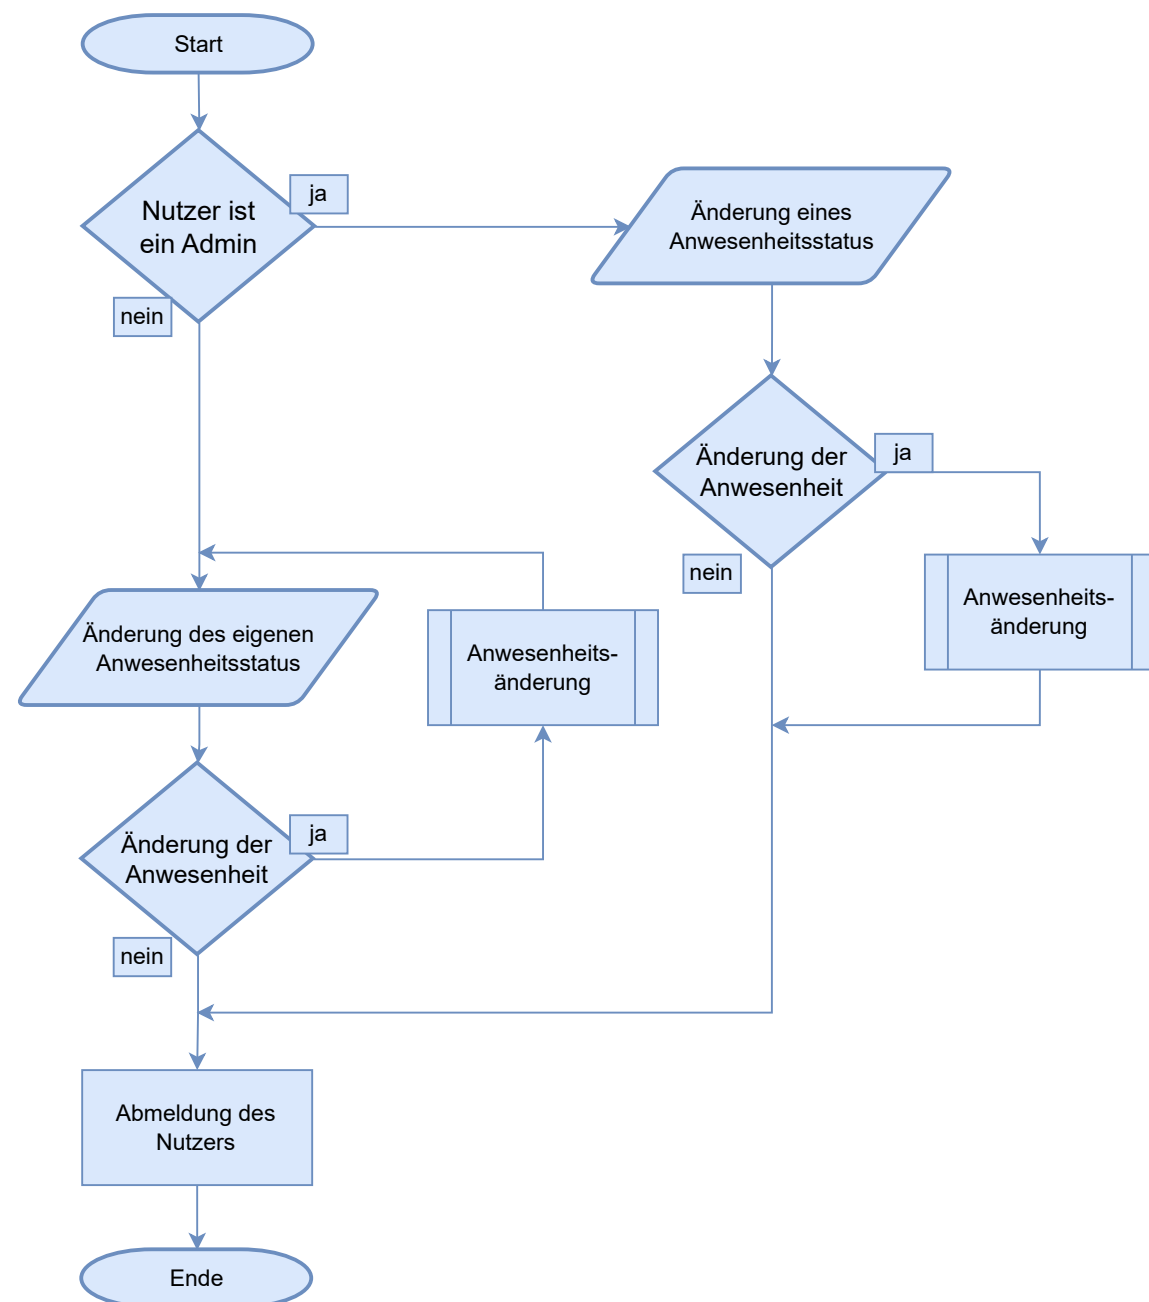 Start
Nutzer ist
ein Admin
ja
nein
Änderung eines
Anwesenheitsstatus
Änderung der
Anwesenheit
ja
nein
Anwesenheits-
änderung
Änderung des eigenen
Anwesenheitsstatus
Anwesenheits-
änderung
Änderung der
Anwesenheit
ja
nein
Abmeldung des
Nutzers
Ende